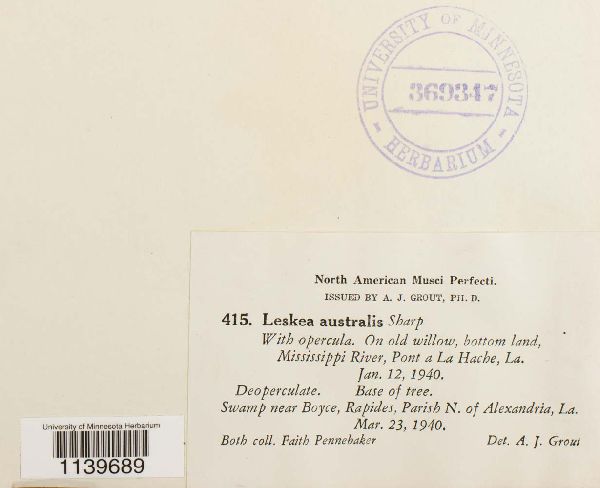 UNIVERSITY OF MINNESOTA
369347
- HERBARIUM -
North American Musci Perfecti.
ISSUED BY A. J. GROUT, PH. D.
415. Leskea australis Sharp
With opercula. On old willow, bottom land,
Mississippi River, Pont a La Hache, La.
Jan. 12, 1940.
Deoperculate. Base of tree.
Swamp near Boyce, Rapides, Parish N. of Alexandria, La.
Mar. 23, 1940.
Both coll. Faith Pennebaker Det. A. J. Grout
University of Minnesota Herbarium
1139689